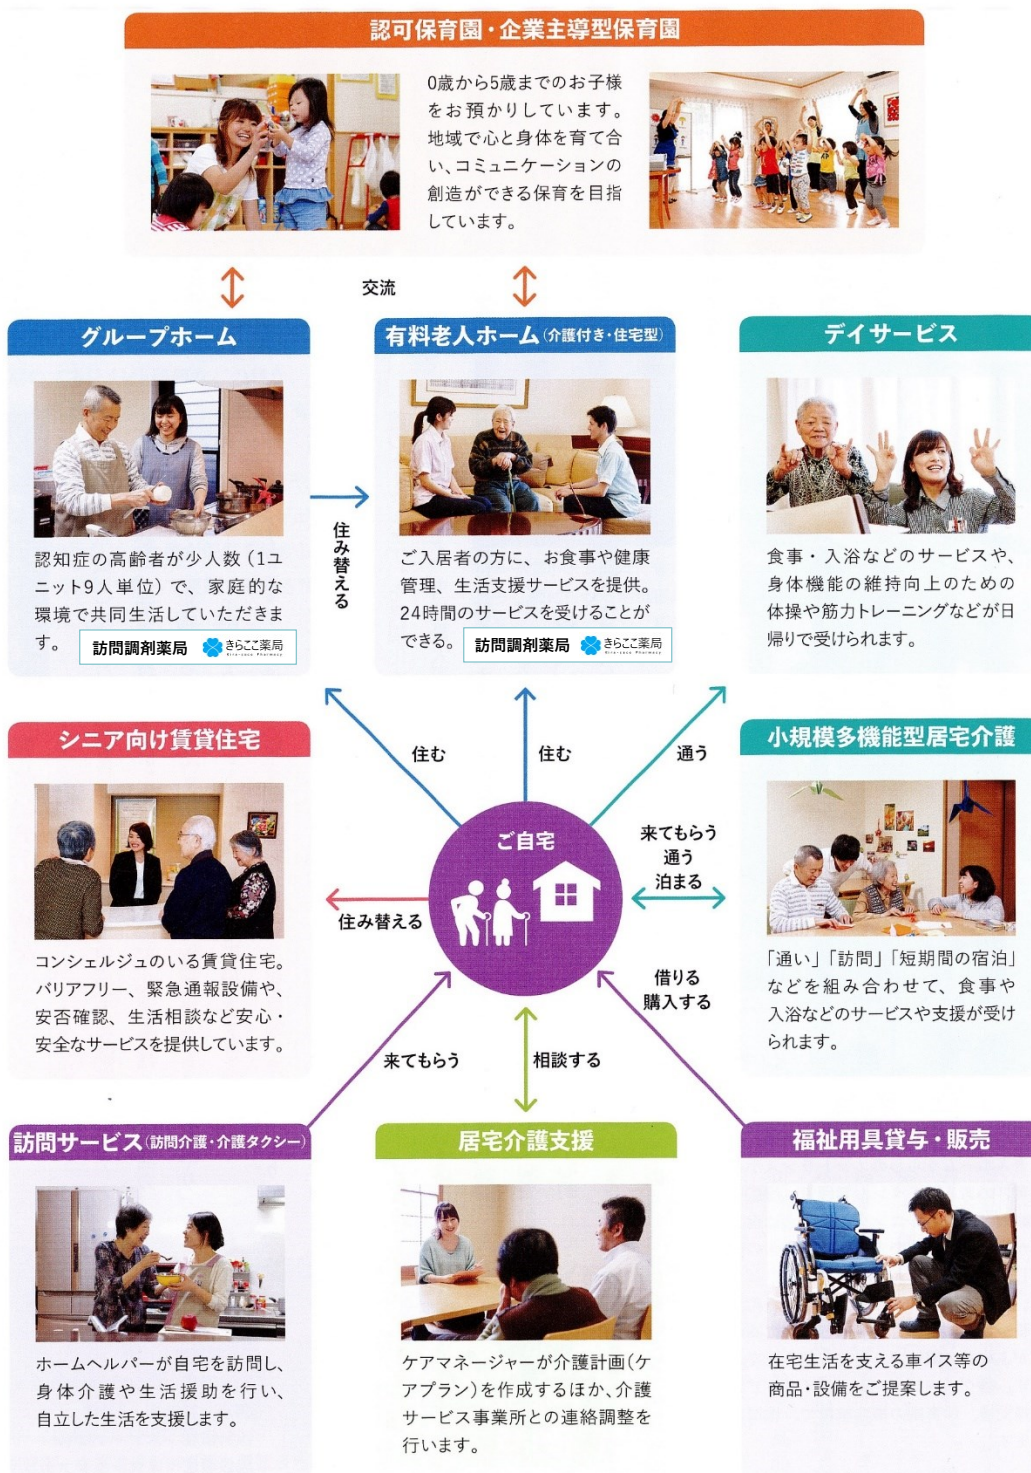 認可保育園・企業主導型保育園
0歳から5歳までのお子様
をお預かりしています。
地域で心と身体を育て合
い、コミュニケーションの
創造ができる保育を目指
しています。
交流
グループホーム
認知症の高齢者が少人数（1ユ
ニット9人単位）で、家庭的な
環境で共同生活していただきま
す。
訪問調剤薬局 きらここ薬局
Kira-coco Pharmacy
住み替える
有料老人ホーム（介護付き・住宅型）
ご入居者の方に、お食事や健康
管理、生活支援サービスを提供。
24時間のサービスを受けることが
できる。
訪問調剤薬局 きらここ薬局
Kira-coco Pharmacy
デイサービス
食事・入浴などのサービスや、
身体機能の維持向上のための
体操や筋力トレーニングなどが日
帰りで受けられます。
住む
住む
通う
シニア向け賃貸住宅
コンシェルジュのいる賃貸住宅。
バリアフリー、緊急通報設備や、
安否確認、生活相談など安心・
安全なサービスを提供しています。
住み替える
ご自宅
来てもらう
通う
泊まる
小規模多機能型居宅介護
「通い」「訪問」「短期間の宿泊」
などを組み合わせて、食事や
入浴などのサービスや支援が受け
られます。
来てもらう
相談する
借りる
購入する
訪問サービス（訪問介護・介護タクシー）
ホームヘルパーが自宅を訪問し、
身体介護や生活援助を行い、
自立した生活を支援します。
居宅介護支援
ケアマネージャーが介護計画（ケ
アプラン）を作成するほか、介護
サービス事業所との連絡調整を
行います。
福祉用具貸与・販売
在宅生活を支える車イス等の
商品・設備をご提案します。